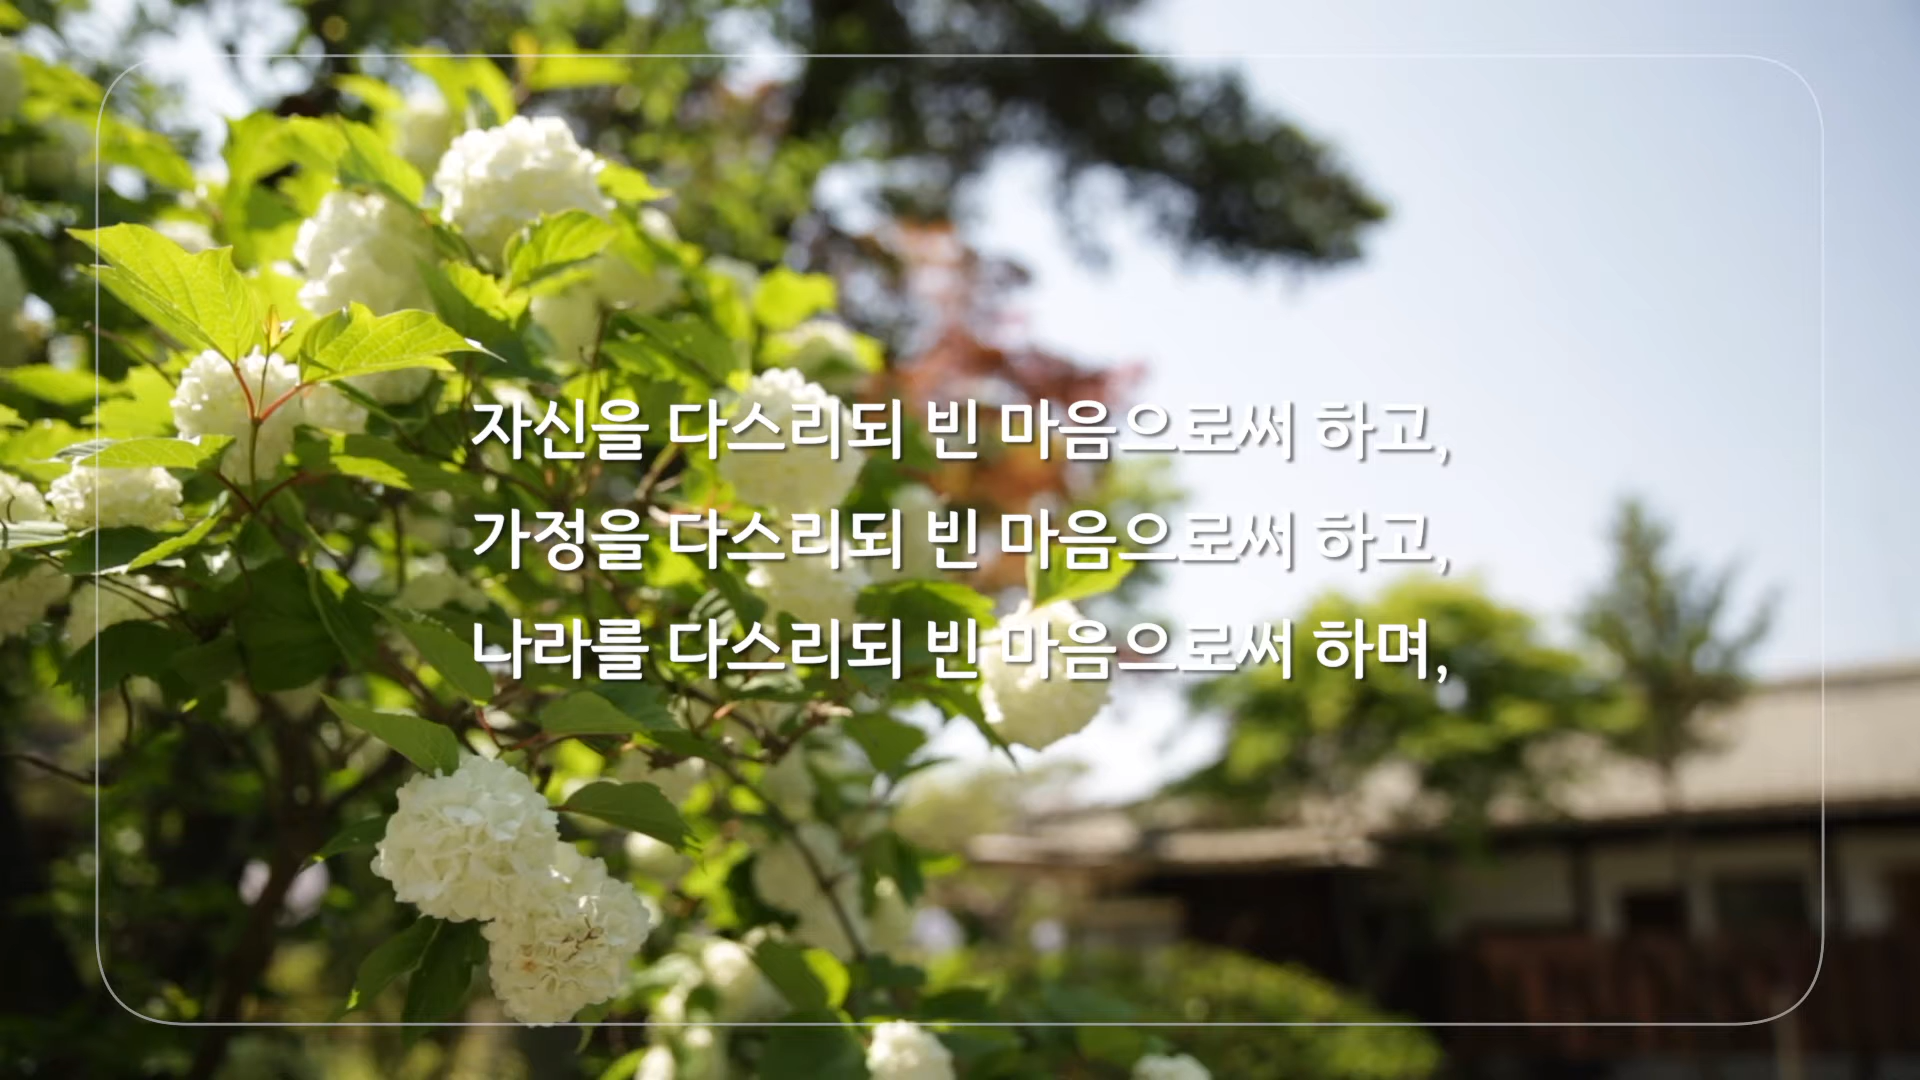 자신을 다스리되 빈 마음으로써 하고,
가정을 다스리되 빈 마음으로써 하고,
나라를 다스리되 빈 마음으로써 하며,